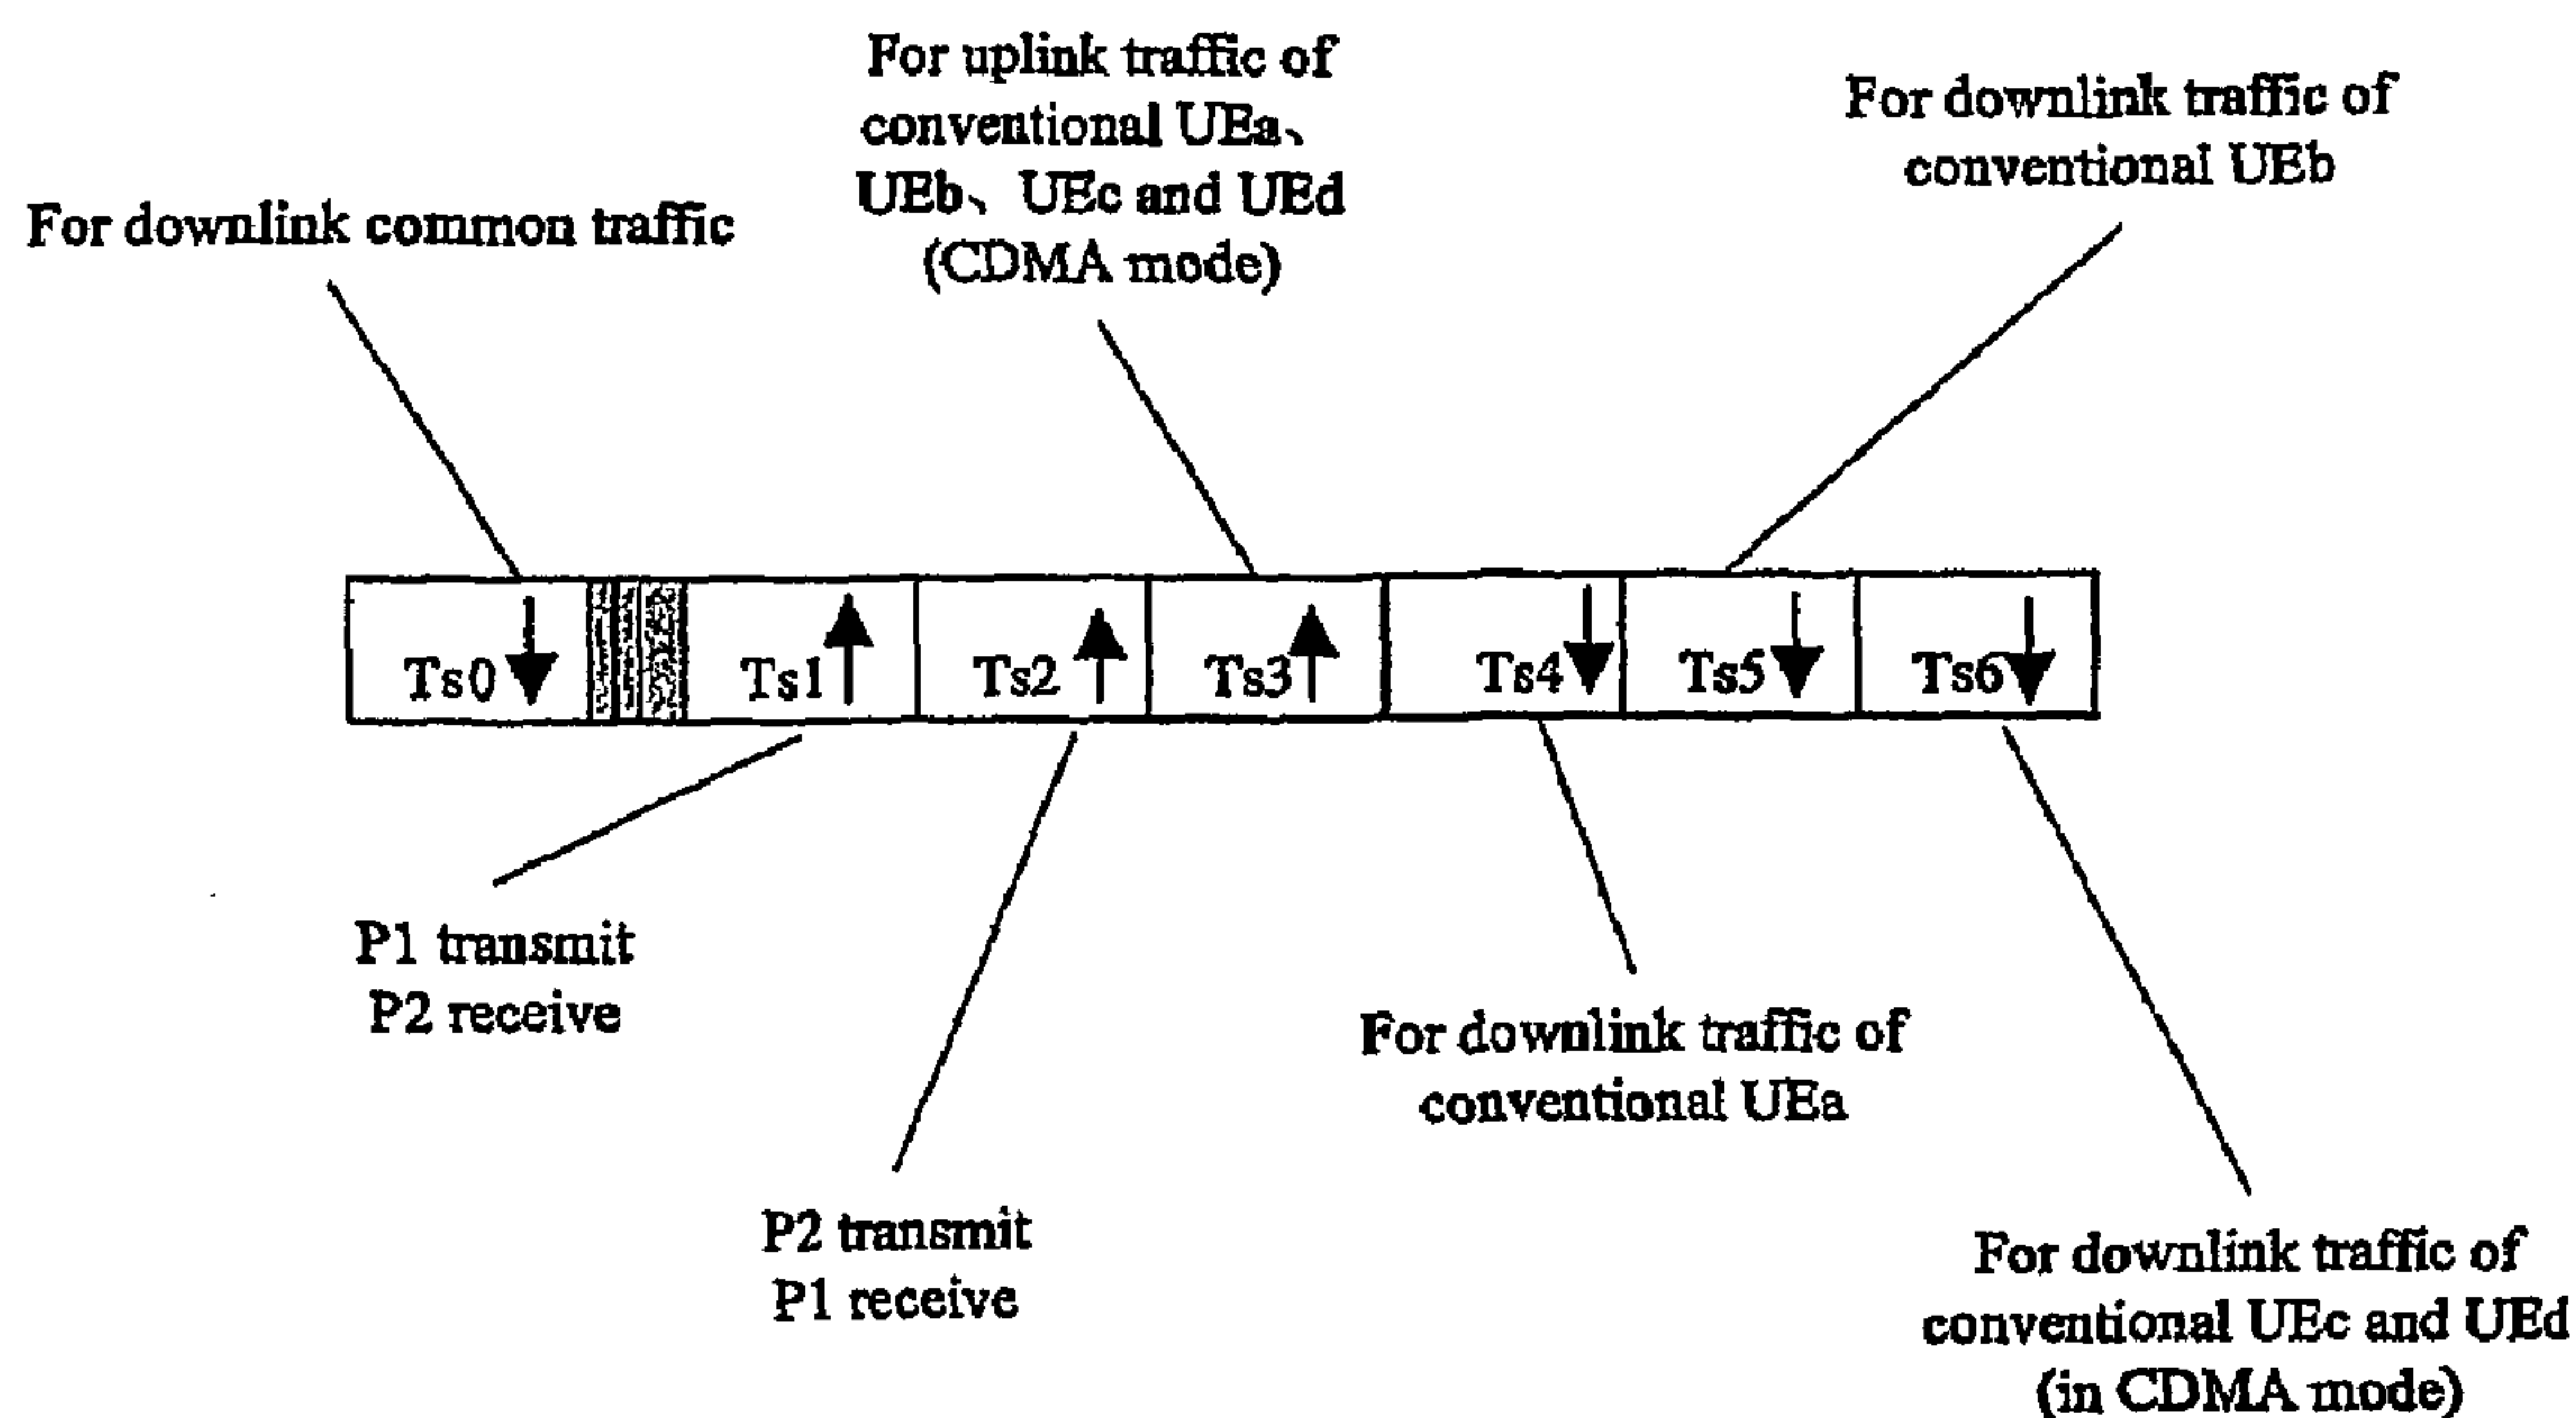 For uplink traffic of
conventional UEa、
UEb、UEc and UEd
(CDMA mode)
For downlink traffic of
conventional UEb
For downlink common traffic
Ts0 Ts1 Ts2 Ts3 Ts4 Ts5 Ts6
P1 transmit
P2 receive
P2 transmit
P1 receive
For downlink traffic of
conventional UEa
For downlink traffic of
conventional UEc and UEd
(in CDMA mode)